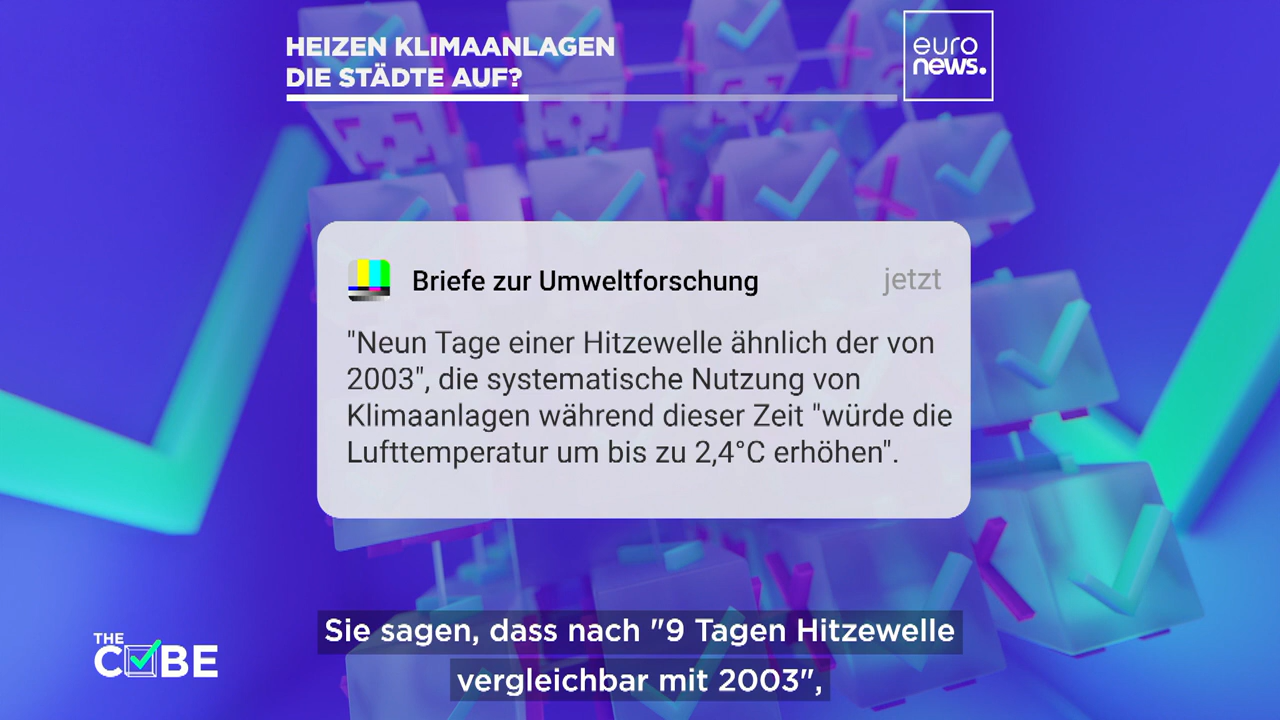 HEIZEN KLIMAANLAGEN
DIE STÄDTE AUF?
euro
news.
Briefe zur Umweltforschung
jetzt
"Neun Tage einer Hitzewelle ähnlich der von
2003", die systematische Nutzung von
Klimaanlagen während dieser Zeit "würde die
Lufttemperatur um bis zu 2,4°C erhöhen".
Sie sagen, dass nach "9 Tagen Hitzewelle
vergleichbar mit 2003",
THE
CUBE